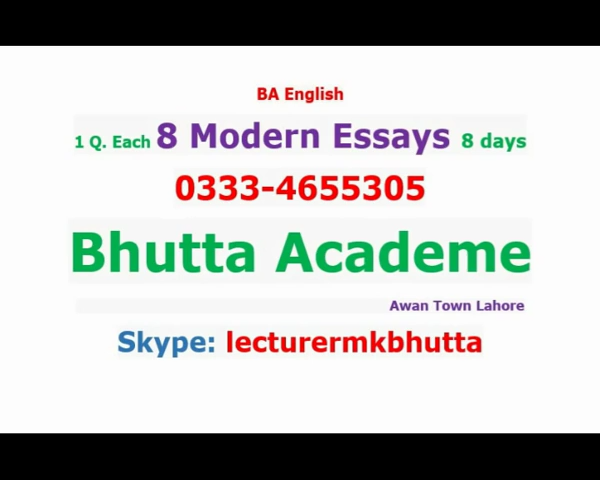 BA English
1 Q. Each 8 Modern Essays 8 days
0333-4655305
Bhutta Academe
Awan Town Lahore
Skype: lecturermkbhutta